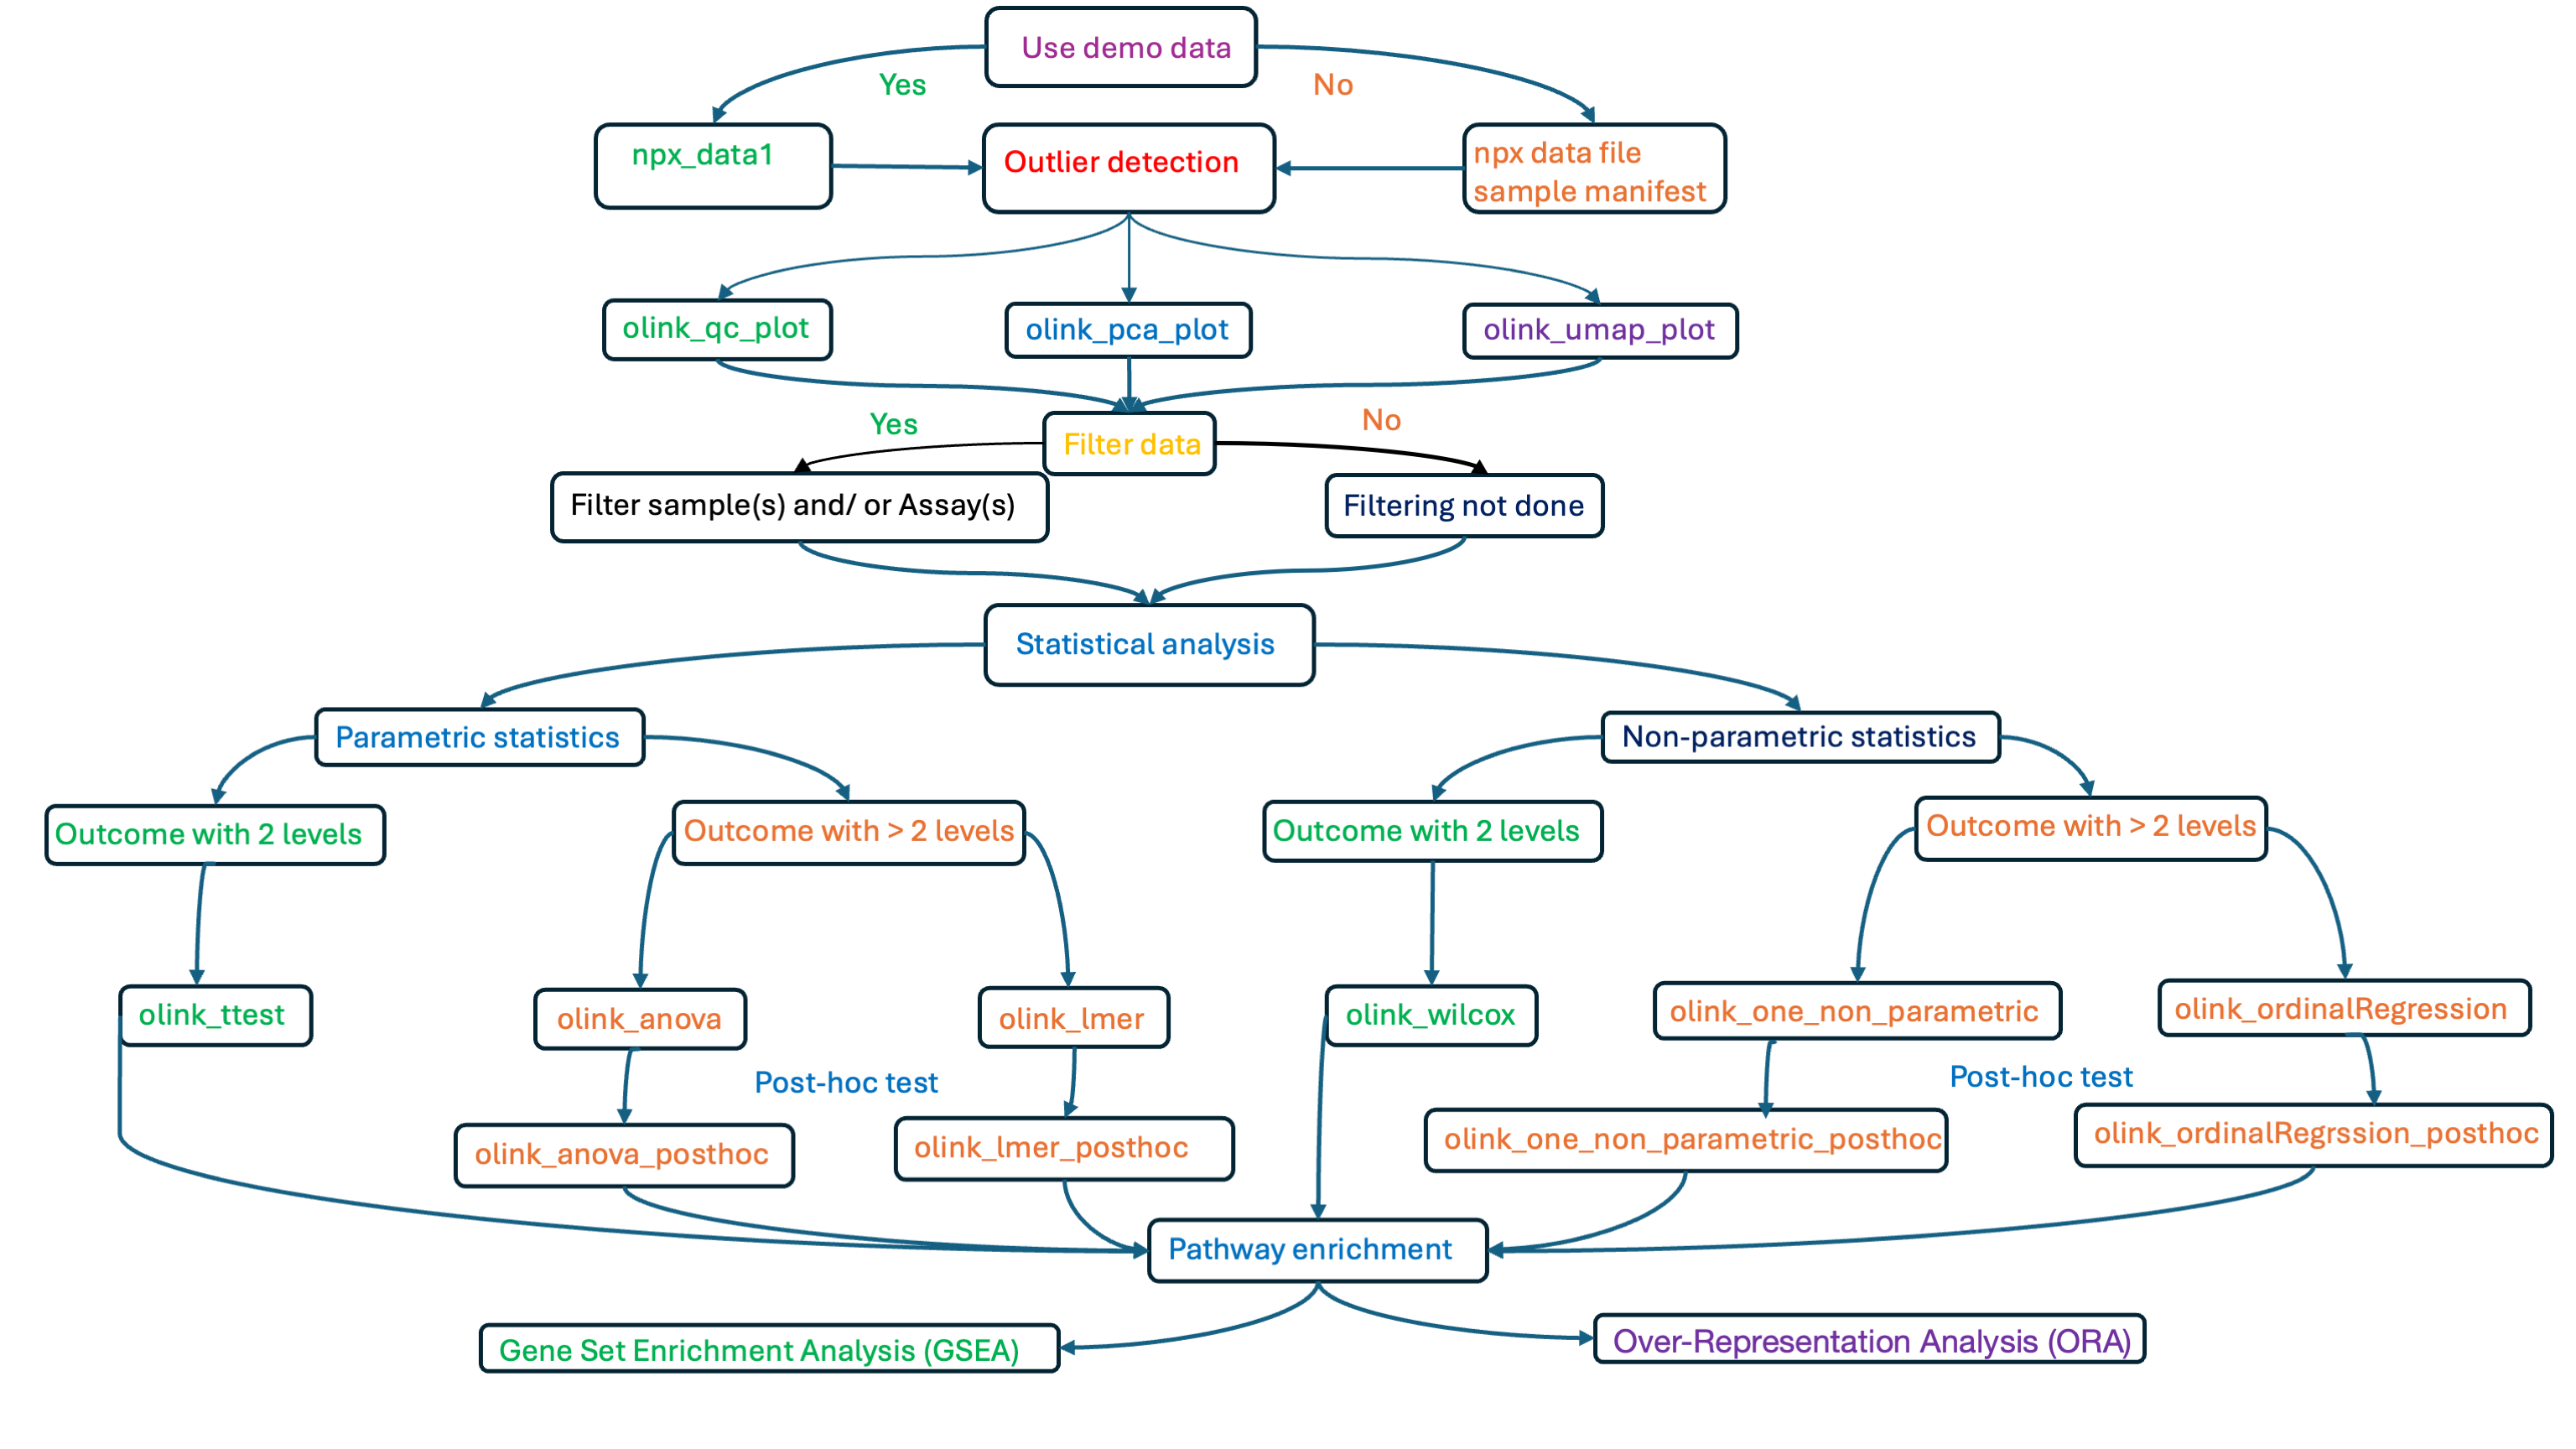 Use demo data
Yes
No
npx_data1
Outlier detection
npx data file
sample manifest
olink_qc_plot
olink_pca_plot
olink_umap_plot
Yes
No
Filter data
Filter sample(s) and/ or Assay(s)
Filtering not done
Statistical analysis
Parametric statistics
Non-parametric statistics
Outcome with 2 levels
Outcome with > 2 levels
Outcome with 2 levels
Outcome with > 2 levels
olink_ttest
olink_anova
olink_lmer
olink_wilcox
olink_one_non_parametric
olink_ordinalRegression
Post-hoc test
Post-hoc test
olink_anova_posthoc
olink_lmer_posthoc
olink_one_non_parametric_posthoc
olink_ordinalRegrssion_posthoc
Pathway enrichment
Gene Set Enrichment Analysis (GSEA)
Over-Representation Analysis (ORA)